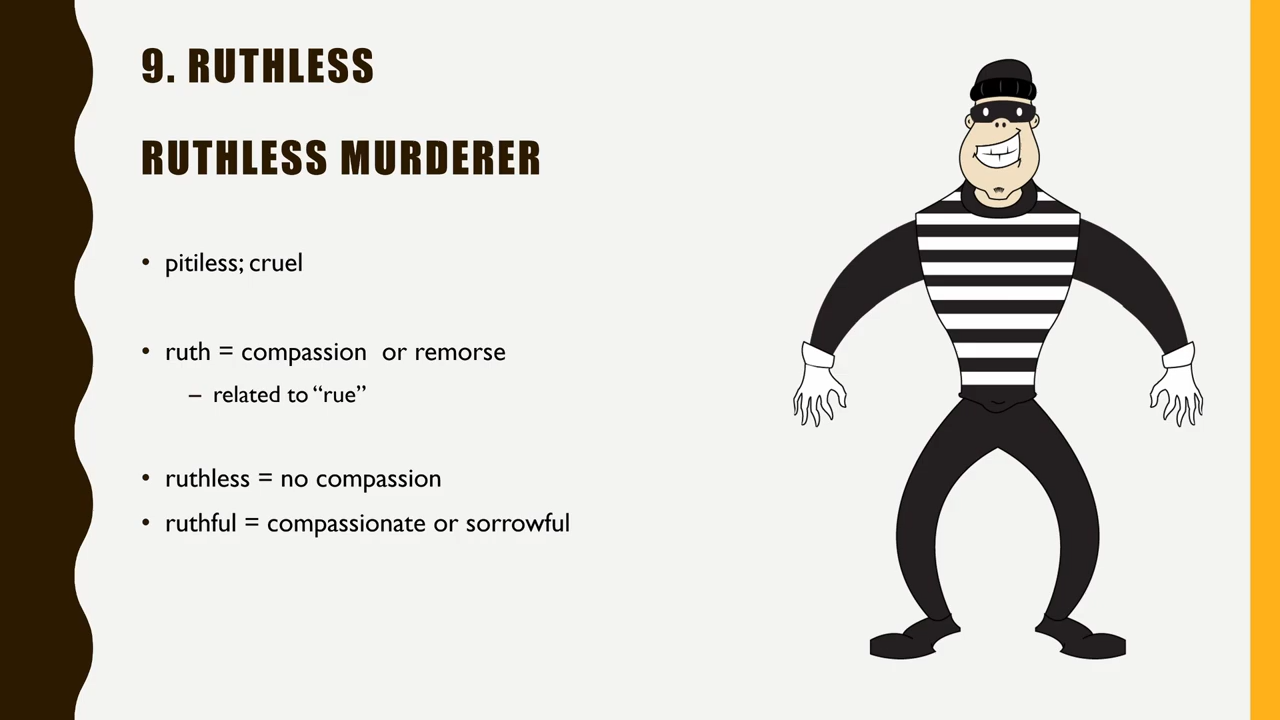 9. RUTHLESS
RUTHLESS MURDERER
• pitiless; cruel
• ruth = compassion or remorse
– related to “rue”
• ruthless = no compassion
• ruthful = compassionate or sorrowful